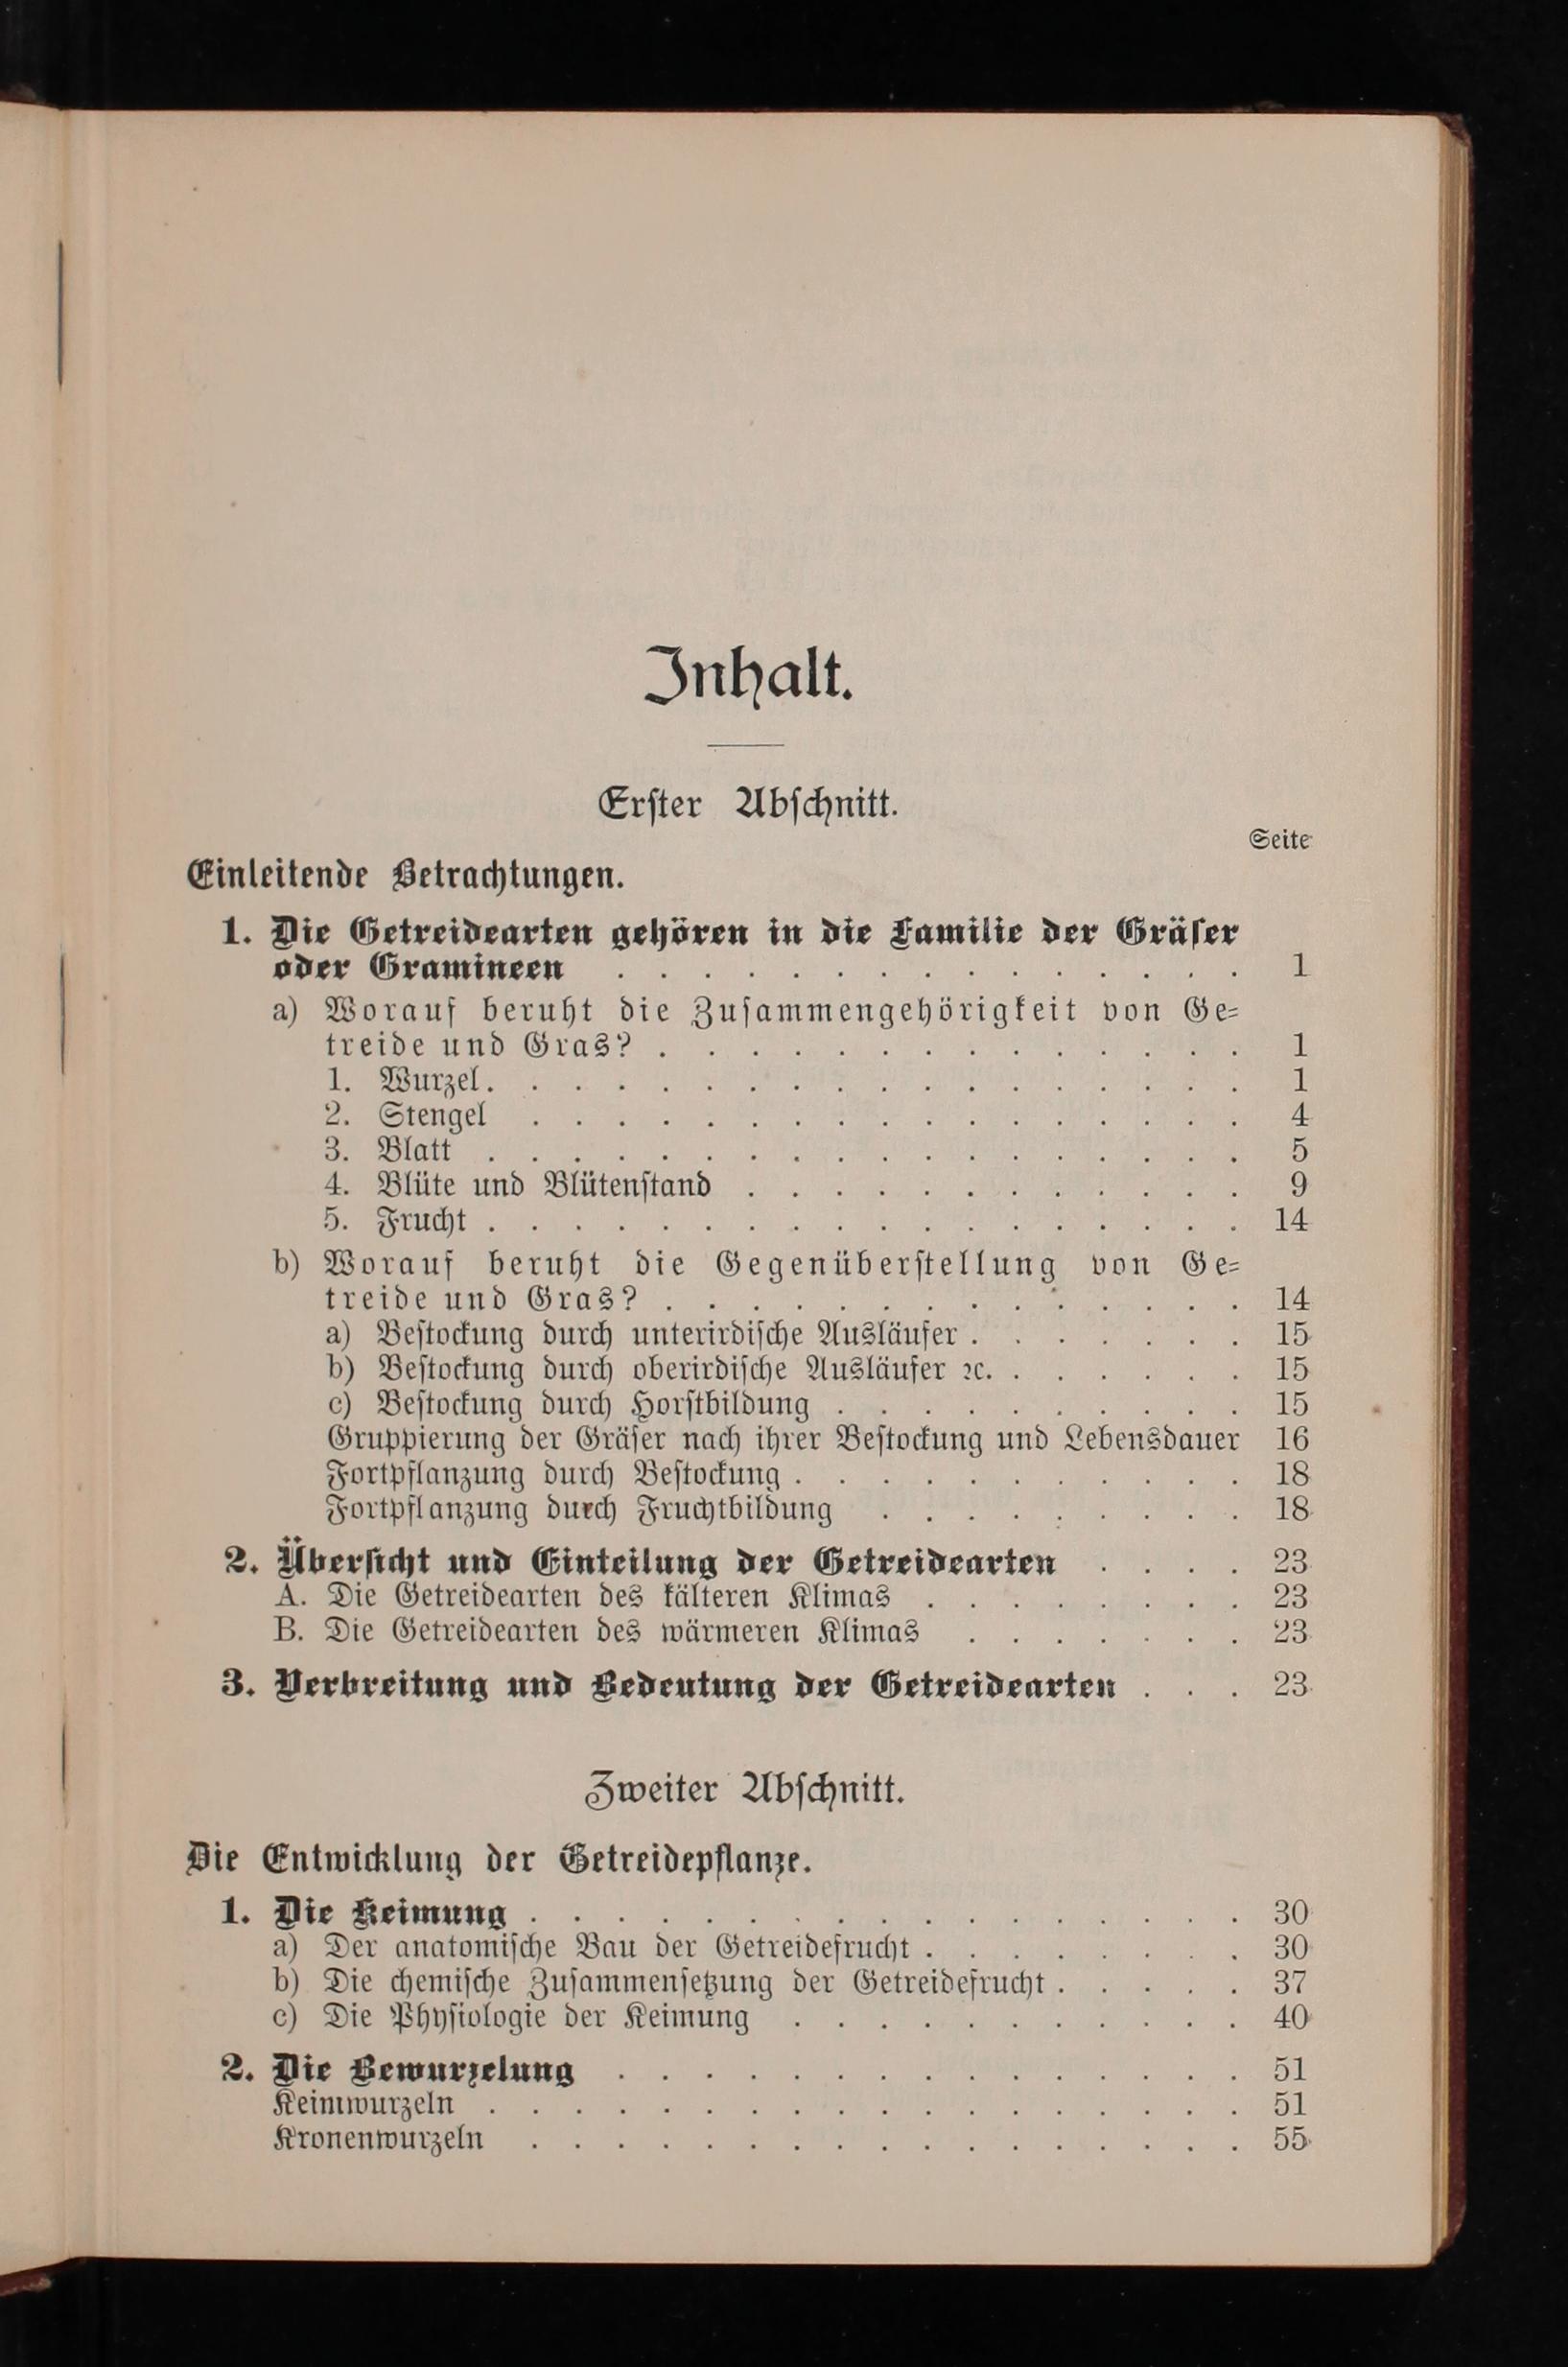 Inhalt.
Erſter Abſchnitt.
Seite
Einleitende Betrachtungen.
1. Die Getreidearten gehören in die Familie der Gräſer
oder Gramineen . . . . . . . . . . . . . . . 1
a) Worauf beruht die Zuſammengehörigkeit von Ge⸗
treide und Gras? . . . . . . . . . . . . . . 1
1. Wurzel. . . . . . . . . . . . . . . . . . 1
2. Stengel . . . . . . . . . . . . . . . . . 4
3. Blatt . . . . . . . . . . . . . . . . . . 5
4. Blüte und Blütenſtand . . . . . . . . . . . . 9
5. Frucht . . . . . . . . . . . . . . . . . . 14
b) Worauf beruht die Gegenüberſtellung von Ge⸗
treide und Gras? . . . . . . . . . . . . . . 14
a) Beſtockung durch unterirdiſche Ausläufer . . . . . . . 15
b) Beſtockung durch oberirdiſche Ausläufer ꝛc. . . . . . . 15
c) Beſtockung durch Horſtbildung . . . . . . . . . . 15
Gruppierung der Gräſer nach ihrer Beſtockung und Lebensdauer 16
Fortpflanzung durch Beſtockung . . . . . . . . . . . 18
Fortpflanzung durch Fruchtbildung . . . . . . . . . 18
2. Überſicht und Einteilung der Getreidearten . . . . 23
A. Die Getreidearten des kälteren Klimas . . . . . . . . 23
B. Die Getreidearten des wärmeren Klimas . . . . . . . 23
3. Verbreitung und Bedeutung der Getreidearten . . . 23
Zweiter Abſchnitt.
Die Entwicklung der Getreidepflanze.
1. Die Keimung . . . . . . . . . . . . . . . . . 30
a) Der anatomiſche Bau der Getreidefrucht . . . . . . . . 30
b) Die chemiſche Zuſammenſetzung der Getreidefrucht . . . . . 37
c) Die Phyſiologie der Keimung . . . . . . . . . . . 40
2. Die Bewurzelung . . . . . . . . . . . . . . . 51
Keimwurzeln . . . . . . . . . . . . . . . . . . 51
Kronenwurzeln . . . . . . . . . . . . . . . . . 55